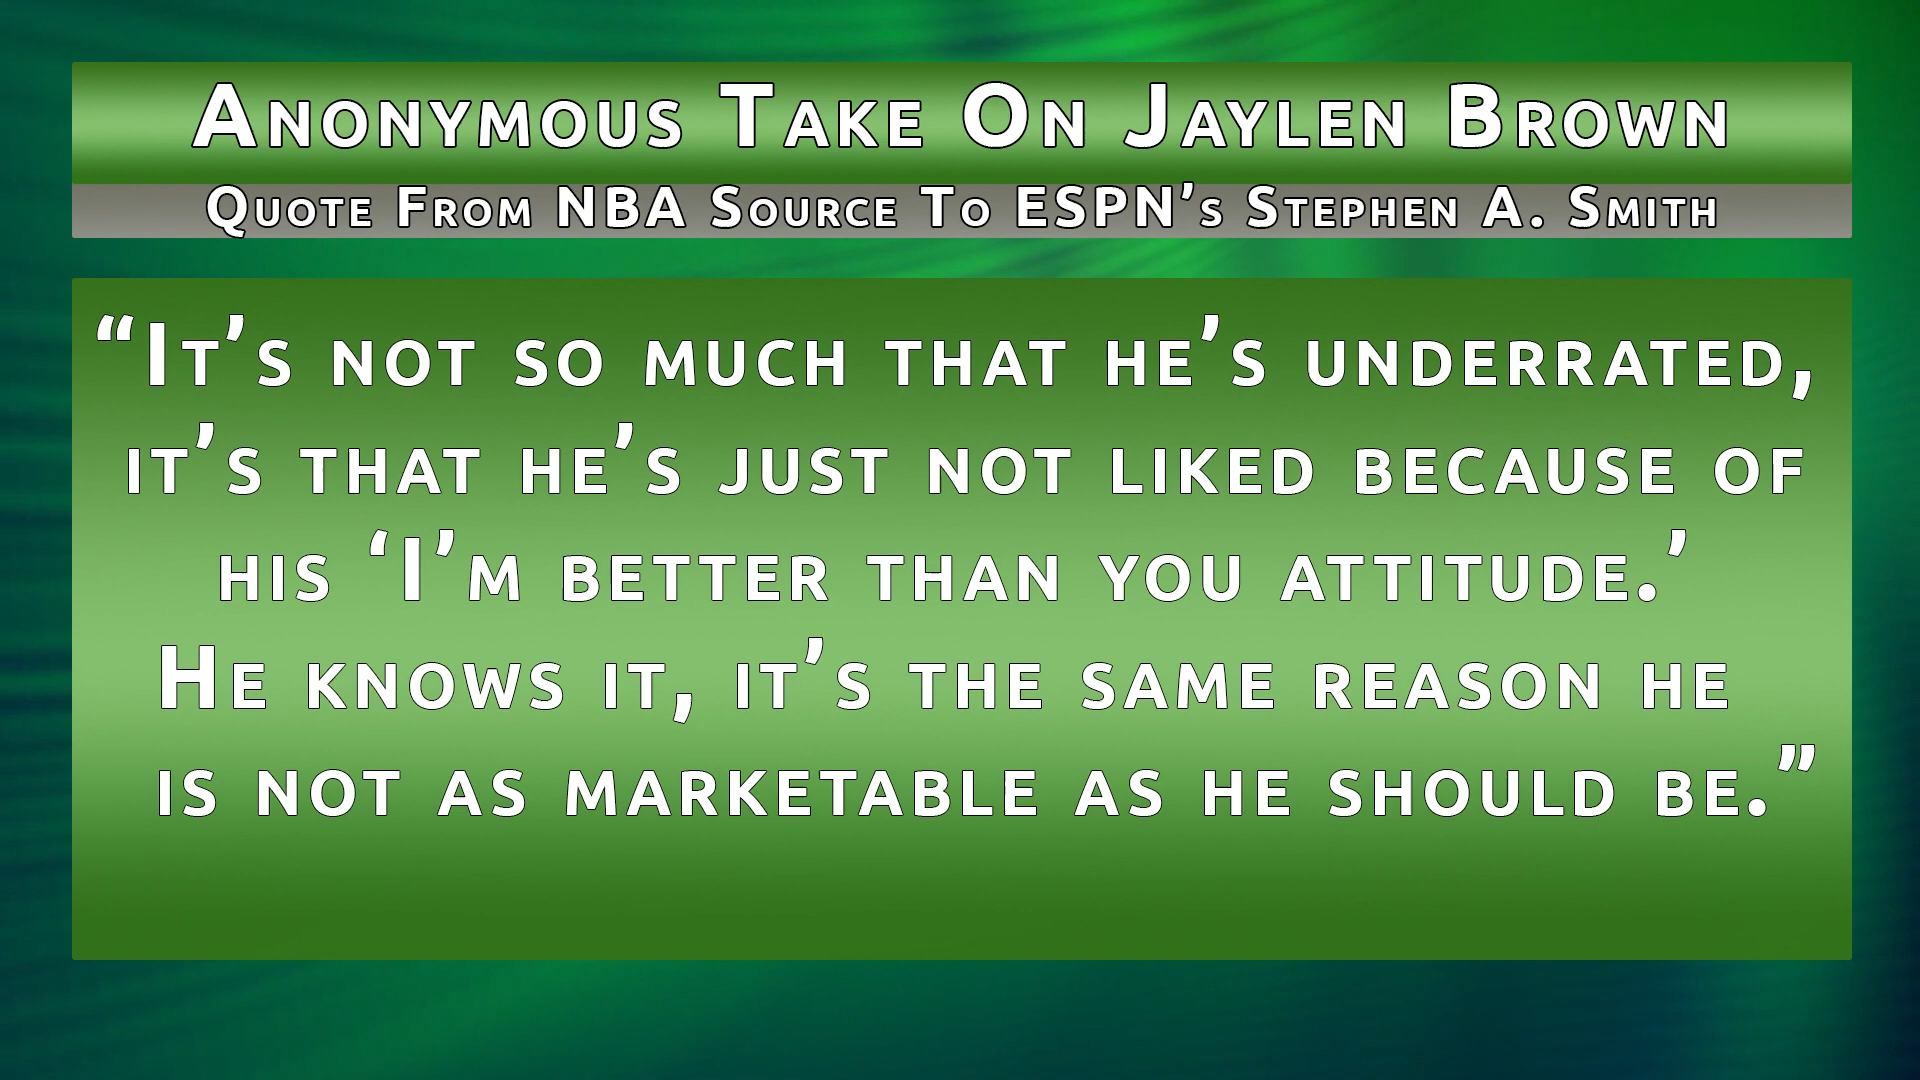 Anonymous Take On Jaylen Brown
Quote From NBA Source To ESPN’s Stephen A. Smith
“It’s not so much that he’s underrated,
it’s that he’s just not liked because of
his ‘I’m better than you attitude.’
He knows it, it’s the same reason he
is not as marketable as he should be.”